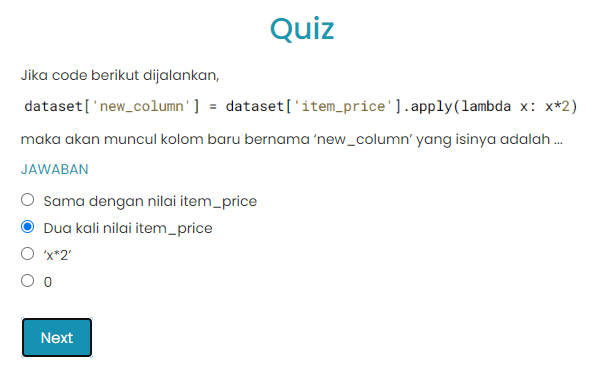 Quiz
Jika code berikut dijalankan,
dataset['new_column'] = dataset['item_price'].apply(lambda x: x*2)
maka akan muncul kolom baru bernama ‘new_column’ yang isinya adalah ...
JAWABAN
Sama dengan nilai item_price
Dua kali nilai item_price
‘x*2’
0
Next